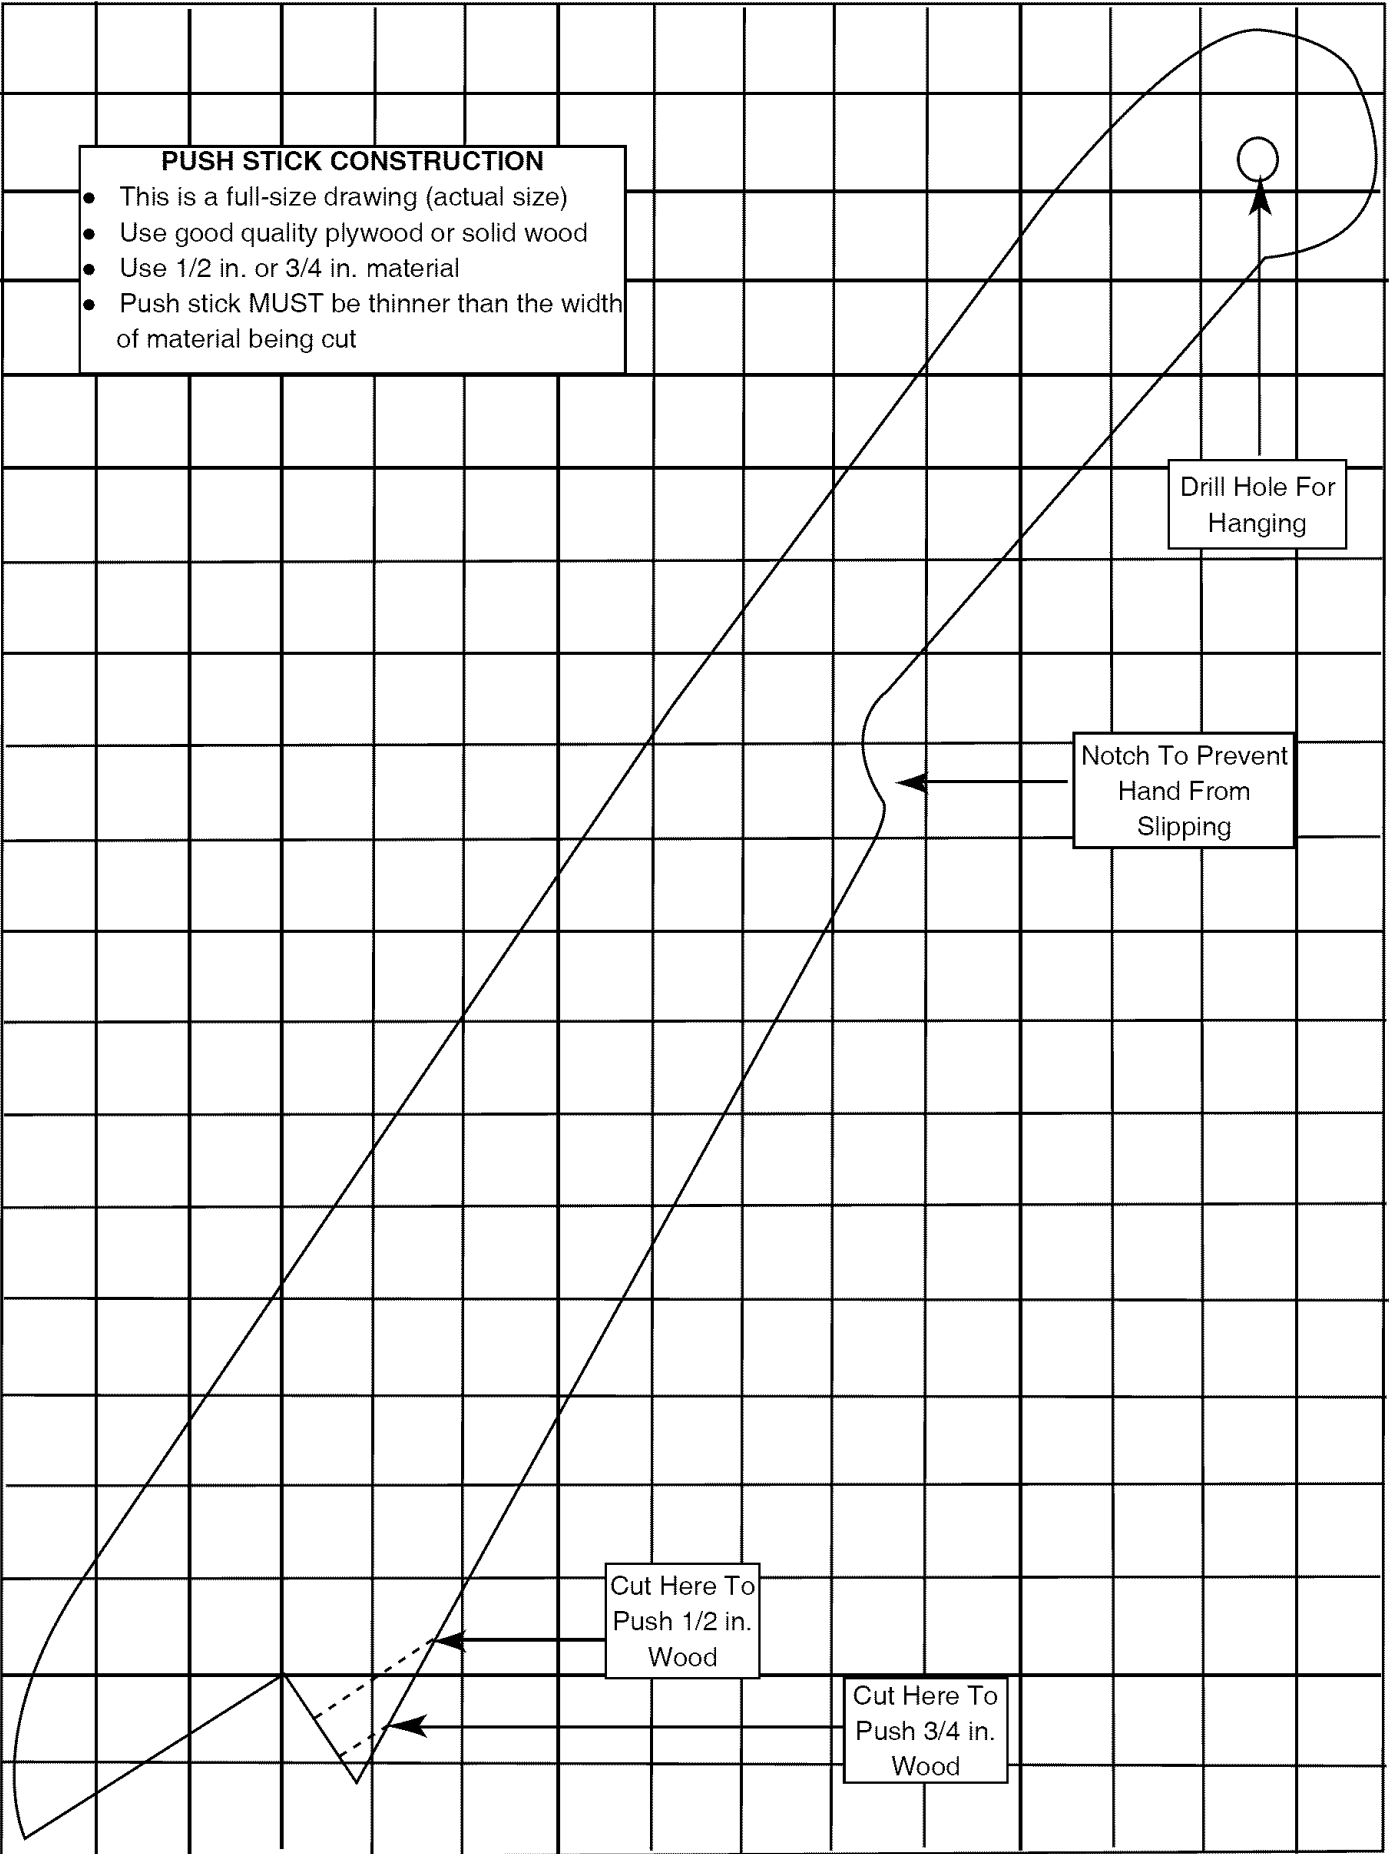 PUSH STICK CONSTRUCTION
● This is a full-size drawing (actual size)
● Use good quality plywood or solid wood
● Use 1/2 in. or 3/4 in. material
● Push stick MUST be thinner than the width
of material being cut
Drill Hole For
Hanging
Notch To Prevent
Hand From
Slipping
Cut Here To
Push 1/2 in.
Wood
Cut Here To
Push 3/4 in.
Wood